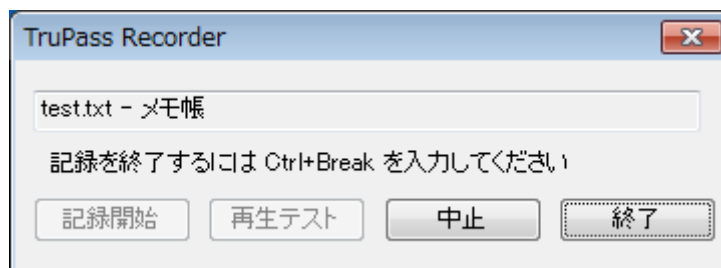 TruPass Recorder
test.txt - メモ帳
記録を終了するには Ctrl+Break を入力してください
記録開始 再生テスト 中止 終了